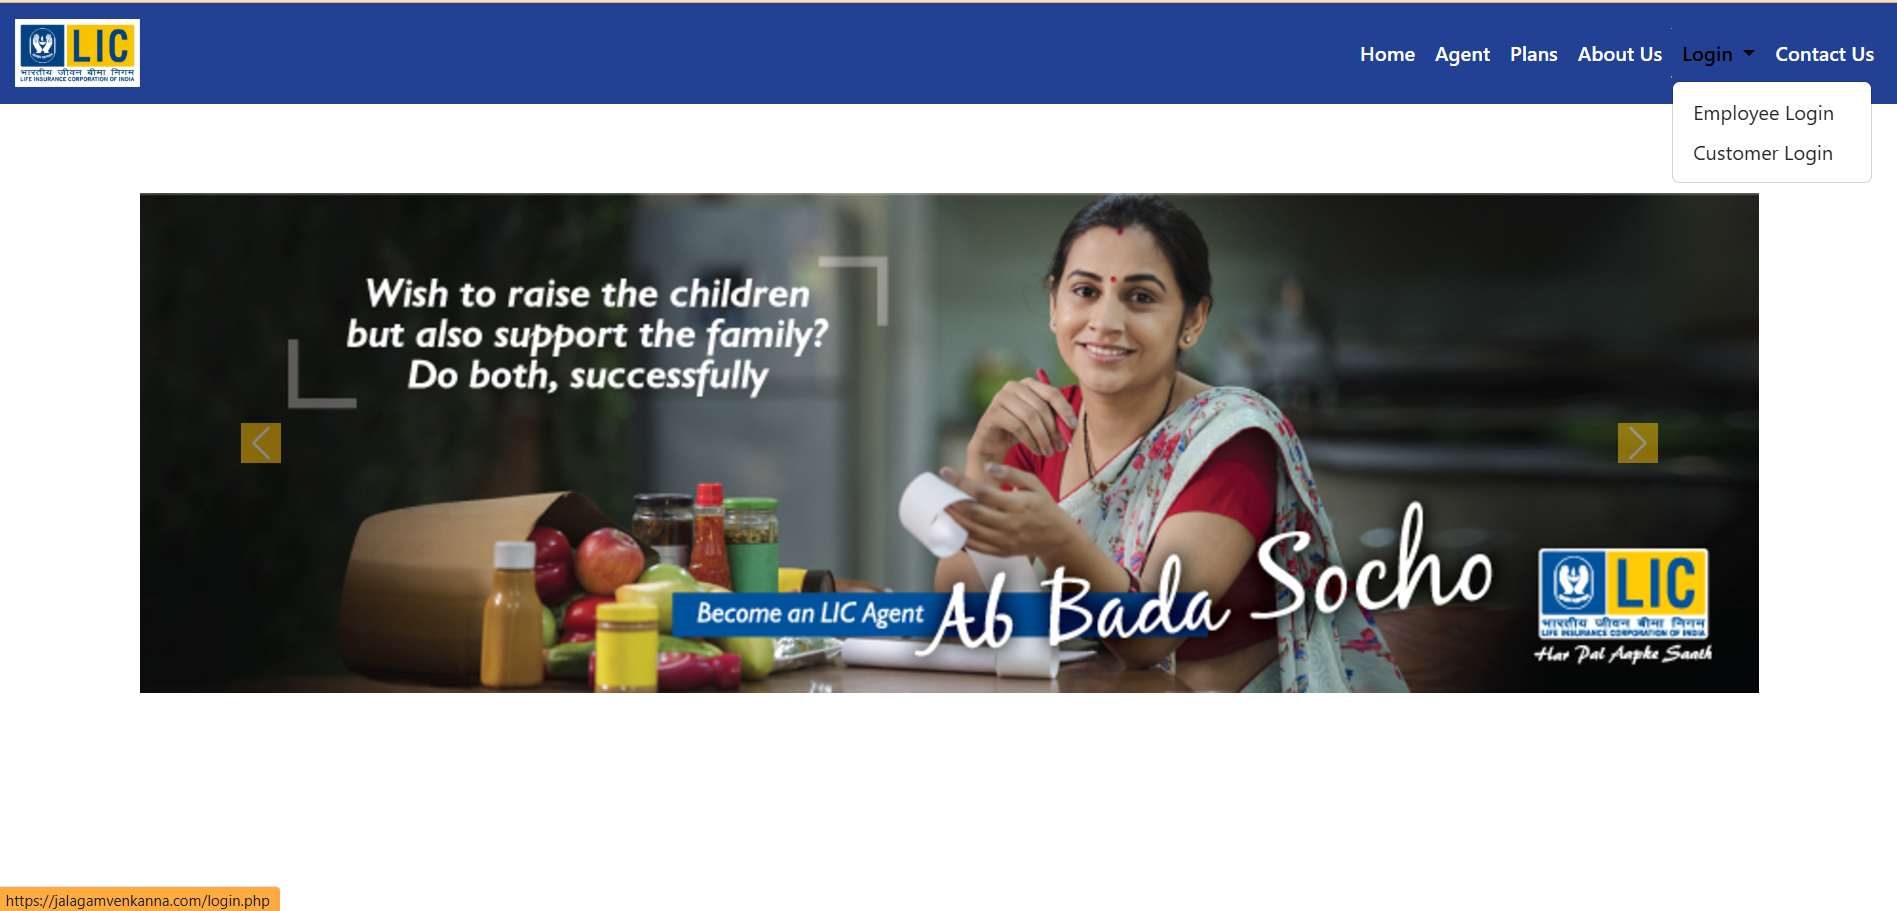 LIC
भारतीय जीवन बीमा निगम
LIFE INSURANCE CORPORATION OF INDIA
Home Agent Plans About Us Login Contact Us
Employee Login
Customer Login
Wish to raise the children
but also support the family?
Do both, successfully
Become an LIC Agent Ab Bada Socho
LIC
भारतीय जीवन बीमा निगम
LIFE INSURANCE CORPORATION OF INDIA
Har Pal Aapke Saath
https://jalagamvenkanna.com/login.php